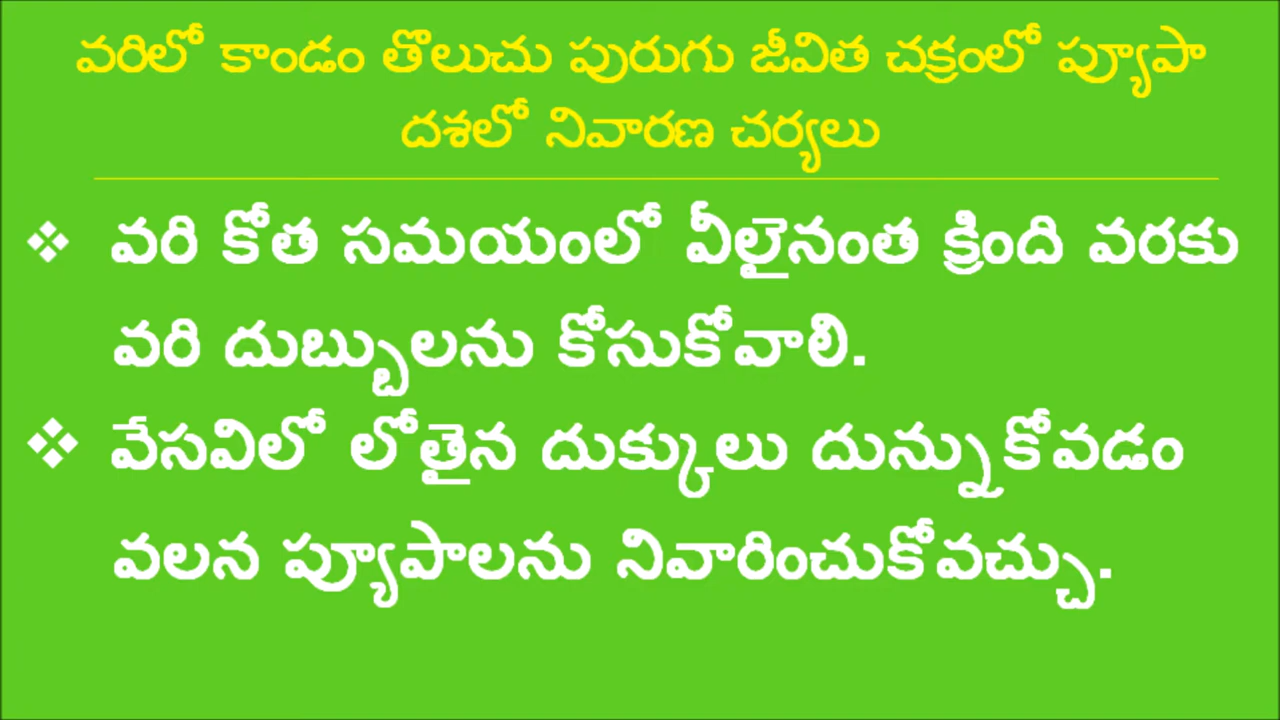 వరిలో కాండం తొలుచు పురుగు జీవిత చక్రంలో ప్యూపా
దశలో నివారణ చర్యలు
❖ వరి కోత సమయంలో వీలైనంత క్రింది వరకు
వరి దుబ్బులను కోసుకోవాలి.
❖ వేసవిలో లోతైన దుక్కులు దున్నుకోవడం
వలన ప్యూపాలను నివారించుకోవచ్చు.